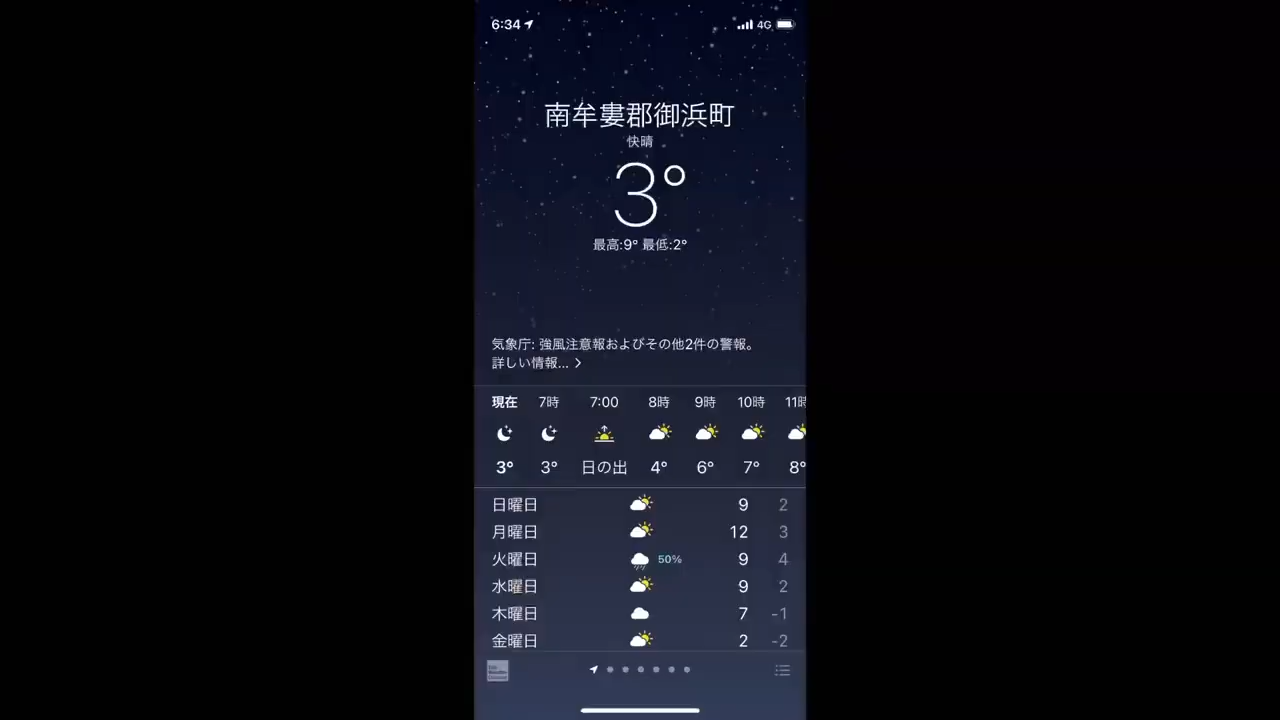 6:34 4G
南牟婁郡御浜町
快晴
3°
最高:9° 最低:2°
気象庁: 強風注意報およびその他2件の警報。
詳しい情報...
現在 7時 7:00 8時 9時 10時 11時
3° 3° 日の出 4° 6° 7° 8°
日曜日 9 2
月曜日 12 3
火曜日 50% 9 4
水曜日 9 2
木曜日 7 -1
金曜日 2 -2